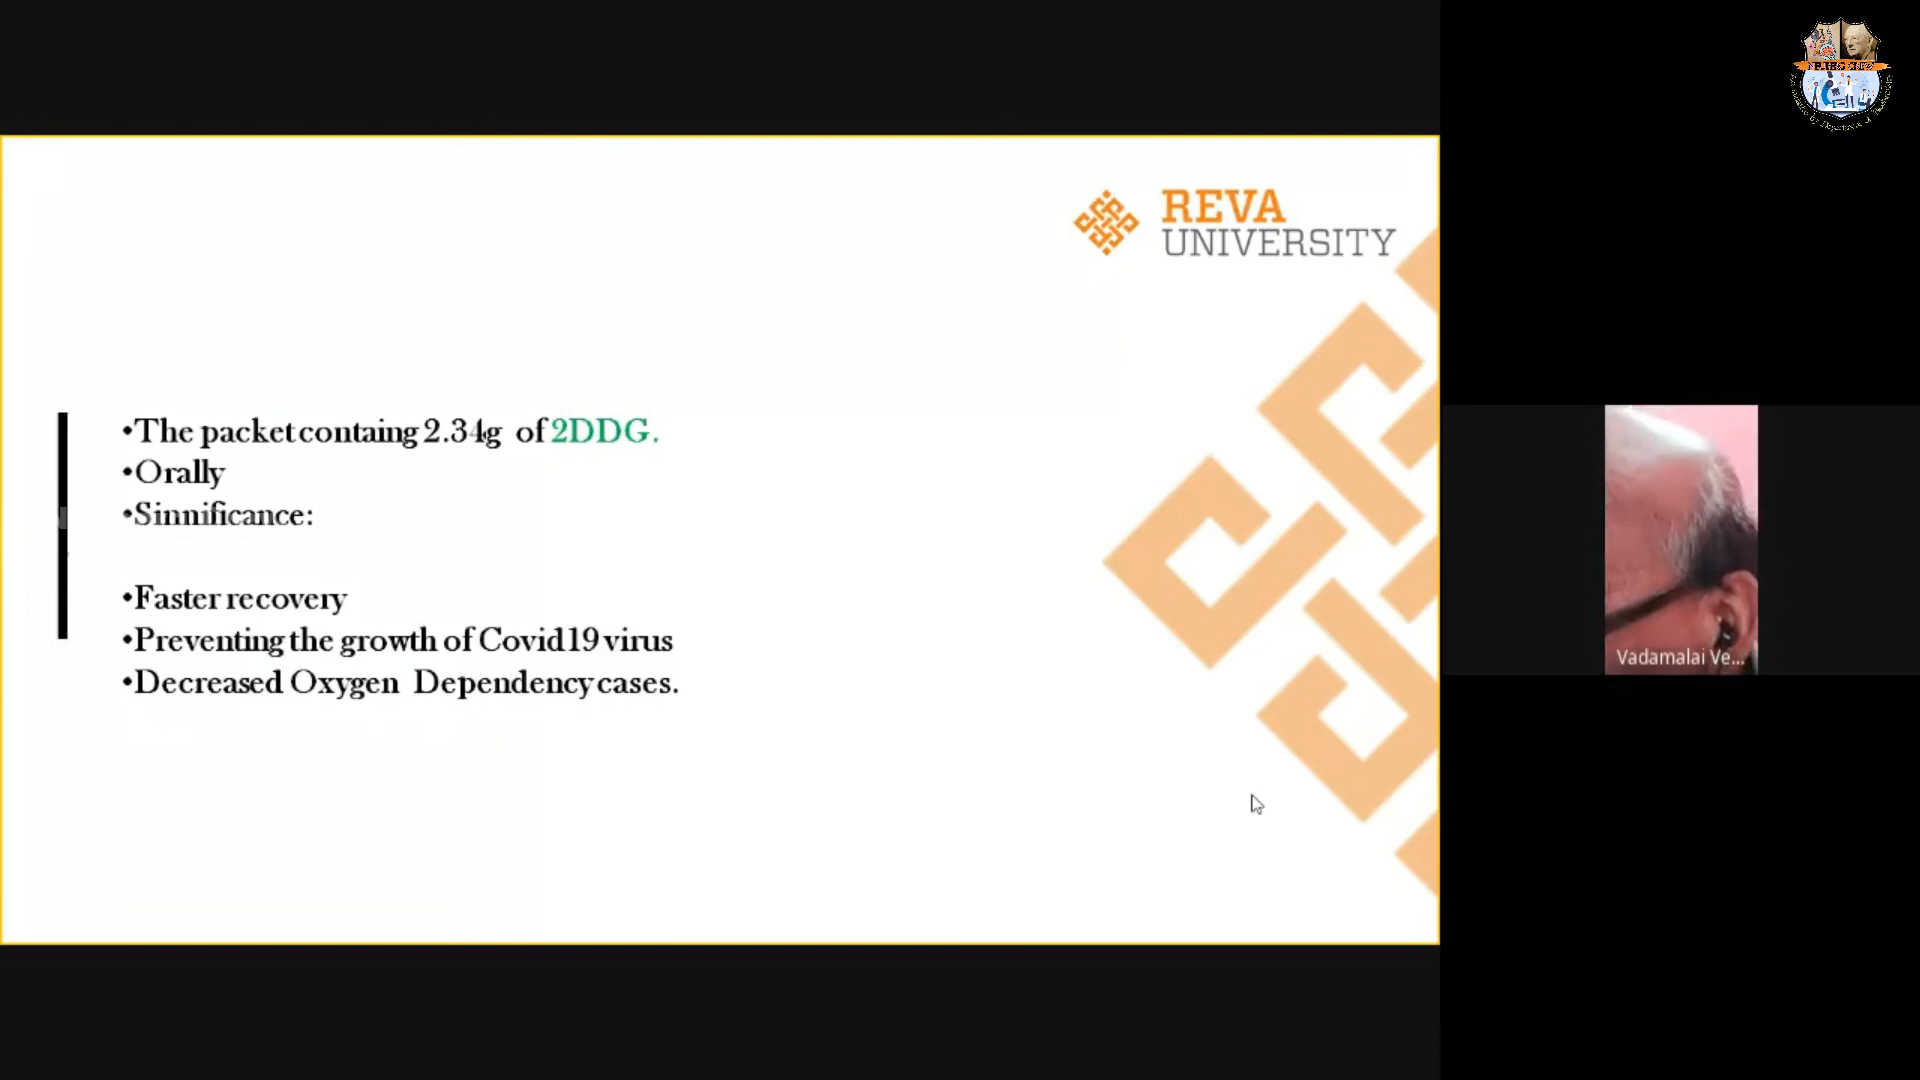 REVA
UNIVERSITY
•The packet containg 2.34g of 2DDG.
•Orally
•Sinnificance:
•Faster recovery
•Preventing the growth of Covid19 virus
•Decreased Oxygen Dependency cases.
Vadamalai Ve...